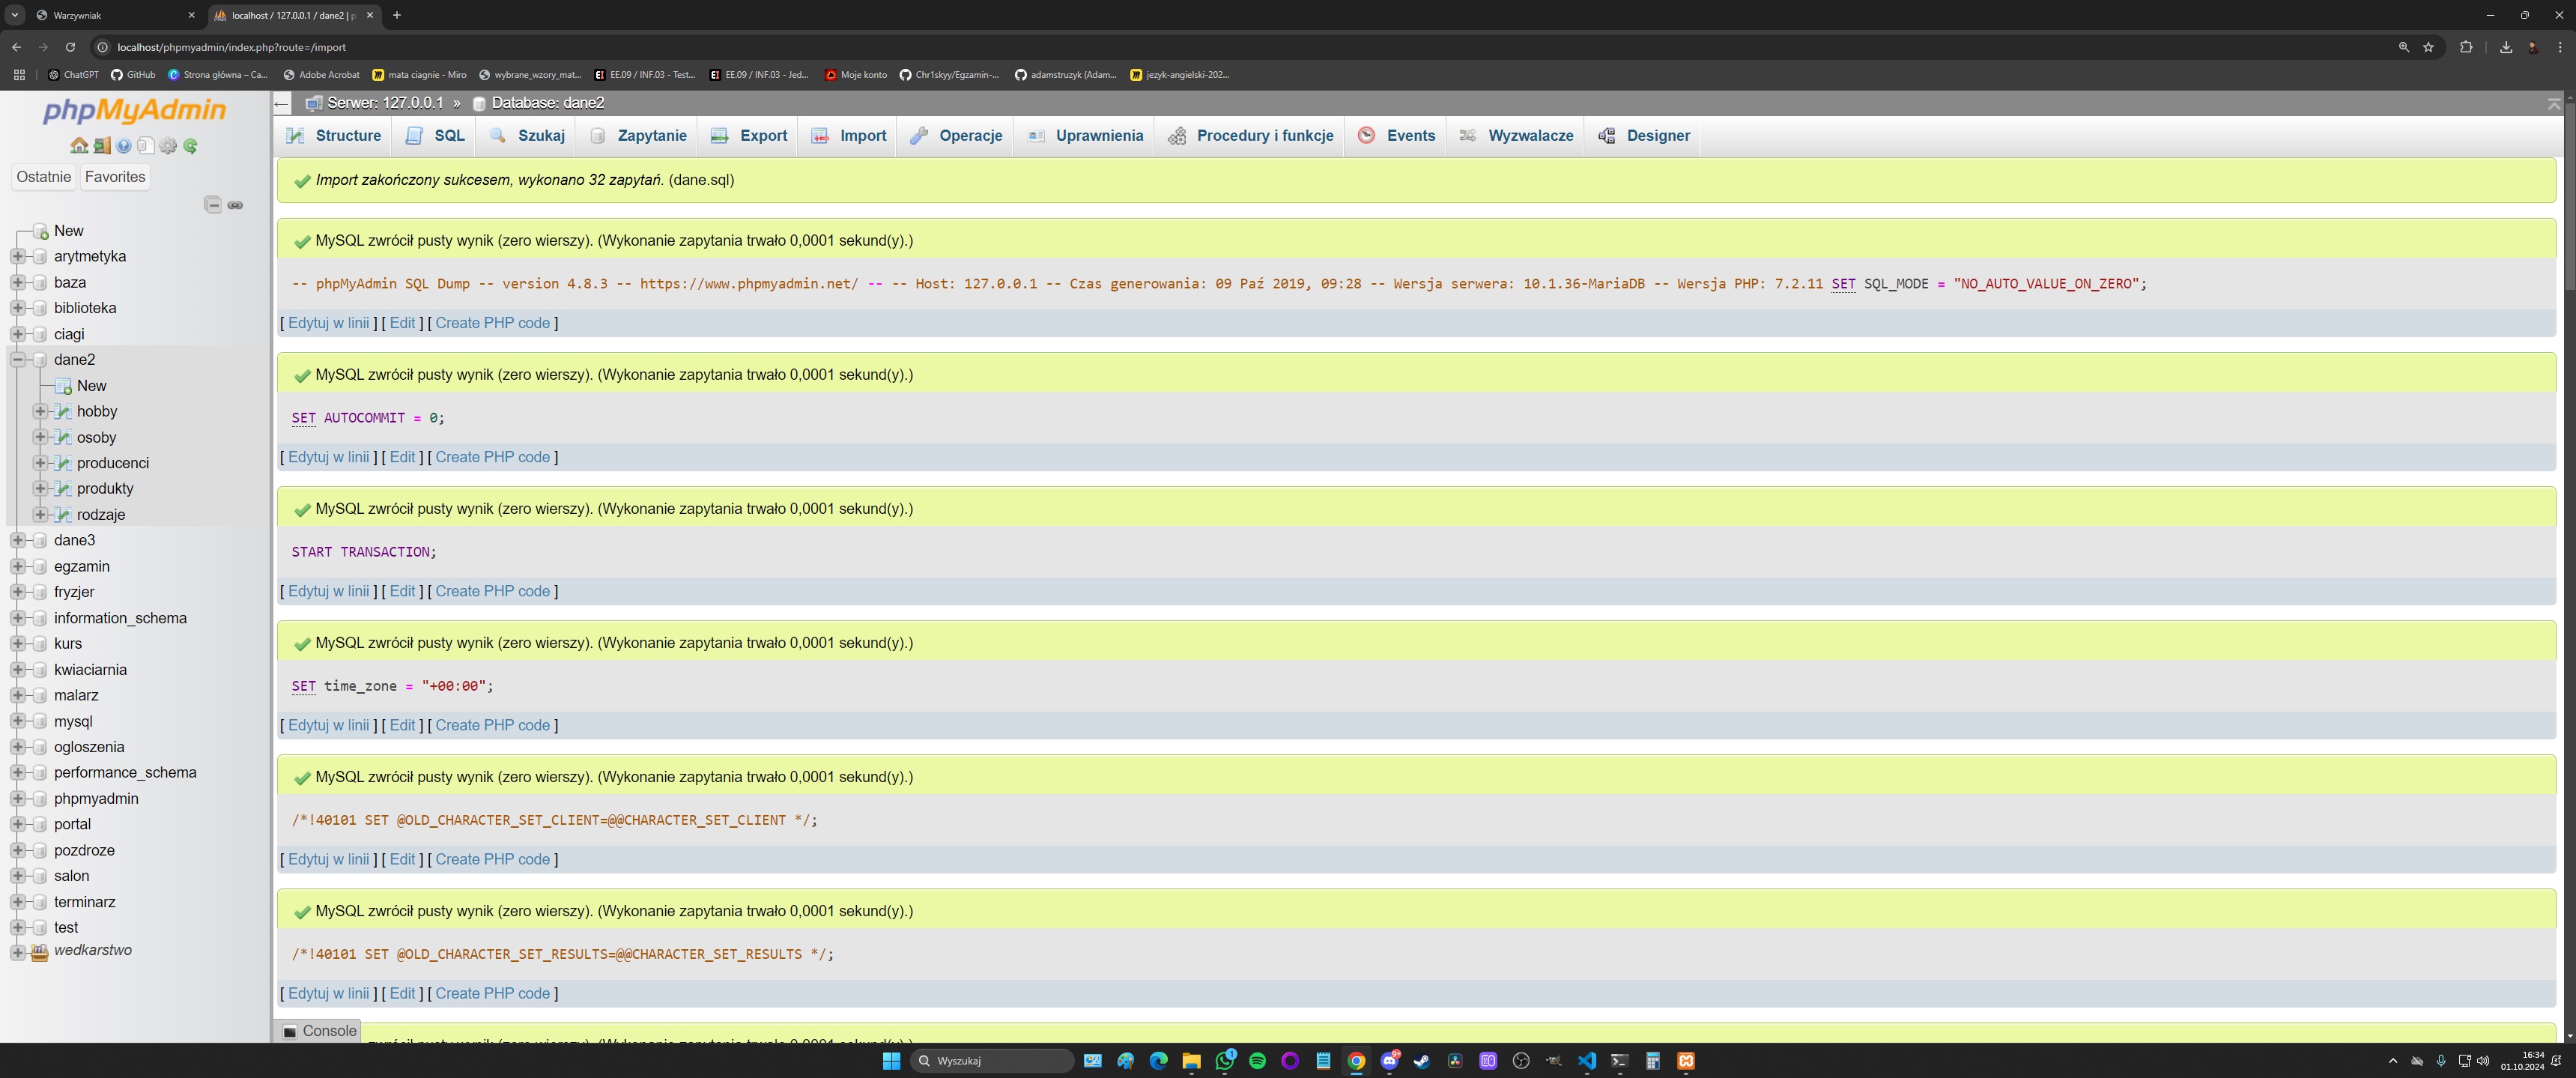 Warzywniak
localhost / 127.0.0.1 / dane2 | p
localhost/phpmyadmin/index.php?route=/import
ChatGPT
GitHub
Strona główna – Ca...
Adobe Acrobat
mata ciagnie - Miro
wybrane_wzory_mat...
EE.09 / INF.03 - Test...
EE.09 / INF.03 - Jed...
Moje konto
Chr1skyy/Egzamin-...
adamstruzyk (Adam...
jezyk-angielski-202...
phpMyAdmin
Ostatnie
Favorites
New
arytmetyka
baza
biblioteka
ciagi
dane2
New
hobby
osoby
producenci
produkty
rodzaje
dane3
egzamin
fryzjer
information_schema
kurs
kwiaciarnia
malarz
mysql
ogloszenia
performance_schema
phpmyadmin
portal
pozdroze
salon
terminarz
test
wedkarstwo
Serwer: 127.0.0.1 » Database: dane2
Structure
SQL
Szukaj
Zapytanie
Export
Import
Operacje
Uprawnienia
Procedury i funkcje
Events
Wyzwalacze
Designer
Import zakończony sukcesem, wykonano 32 zapytań. (dane.sql)
MySQL zwrócił pusty wynik (zero wierszy). (Wykonanie zapytania trwało 0,0001 sekund(y).)
-- phpMyAdmin SQL Dump -- version 4.8.3 -- https://www.phpmyadmin.net/ -- -- Host: 127.0.0.1 -- Czas generowania: 09 Paź 2019, 09:28 -- Wersja serwera: 10.1.36-MariaDB -- Wersja PHP: 7.2.11 SET SQL_MODE = "NO_AUTO_VALUE_ON_ZERO";
[ Edytuj w linii ] [ Edit ] [ Create PHP code ]
MySQL zwrócił pusty wynik (zero wierszy). (Wykonanie zapytania trwało 0,0001 sekund(y).)
SET AUTOCOMMIT = 0;
[ Edytuj w linii ] [ Edit ] [ Create PHP code ]
MySQL zwrócił pusty wynik (zero wierszy). (Wykonanie zapytania trwało 0,0001 sekund(y).)
START TRANSACTION;
[ Edytuj w linii ] [ Edit ] [ Create PHP code ]
MySQL zwrócił pusty wynik (zero wierszy). (Wykonanie zapytania trwało 0,0001 sekund(y).)
SET time_zone = "+00:00";
[ Edytuj w linii ] [ Edit ] [ Create PHP code ]
MySQL zwrócił pusty wynik (zero wierszy). (Wykonanie zapytania trwało 0,0001 sekund(y).)
/*!40101 SET @OLD_CHARACTER_SET_CLIENT=@@CHARACTER_SET_CLIENT */;
[ Edytuj w linii ] [ Edit ] [ Create PHP code ]
MySQL zwrócił pusty wynik (zero wierszy). (Wykonanie zapytania trwało 0,0001 sekund(y).)
/*!40101 SET @OLD_CHARACTER_SET_RESULTS=@@CHARACTER_SET_RESULTS */;
[ Edytuj w linii ] [ Edit ] [ Create PHP code ]
Console
zwrócił pusty wynik (zero wierszy). (Wykonanie zapytania trwało 0,0001 sekund(y).)
Wyszukaj
16:34
01.10.2024